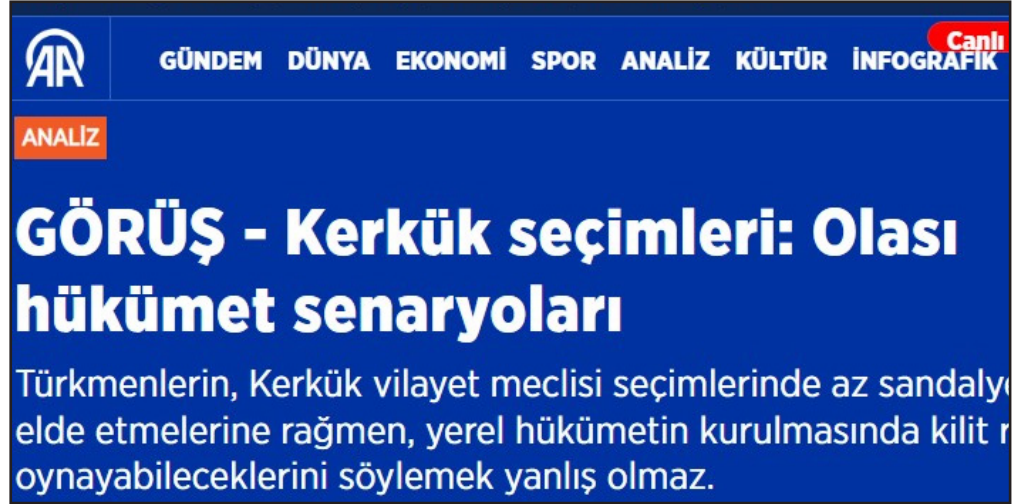 AA
GÜNDEM DÜNYA EKONOMİ SPOR ANALİZ KÜLTÜR İNFOGRAFİK
Canlı
ANALİZ
GÖRÜŞ - Kerkük seçimleri: Olası
hükümet senaryoları
Türkmenlerin, Kerkük vilayet meclisi seçimlerinde az
elde etmelerine rağmen, yerel hükümetin kurulmasında kilit
oynayabileceklerini söylemek yanlış olmaz.